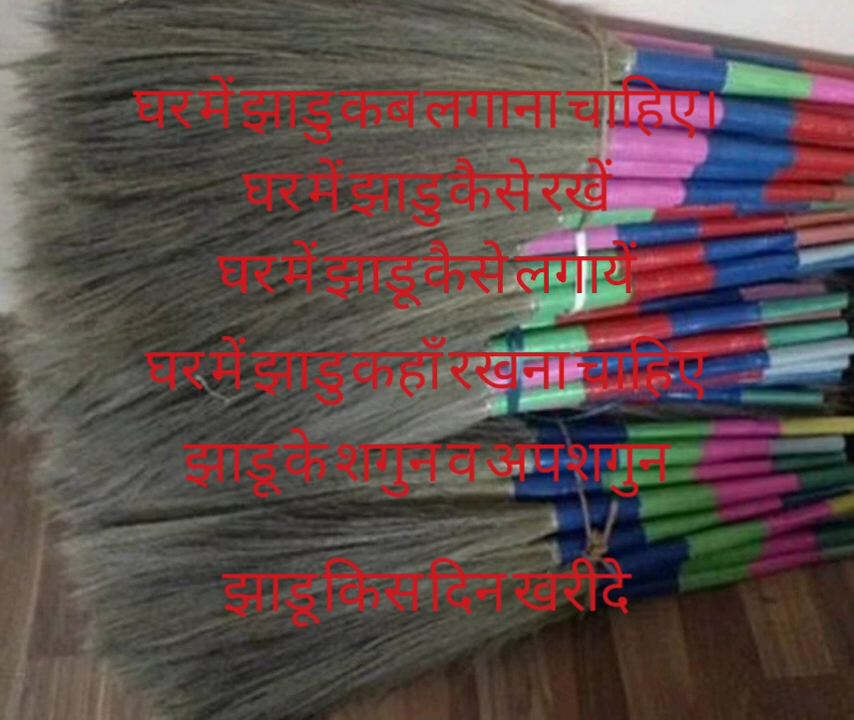 घर में झाडु कब लगाना चाहिए।
घर में झाडु कैसे रखें
घर में झाडू कैसे लगायें
घर में झाडु कहाँ रखना चाहिए
झाडू के शगुन व अपशगुन
झाडू किस दिन खरीदे